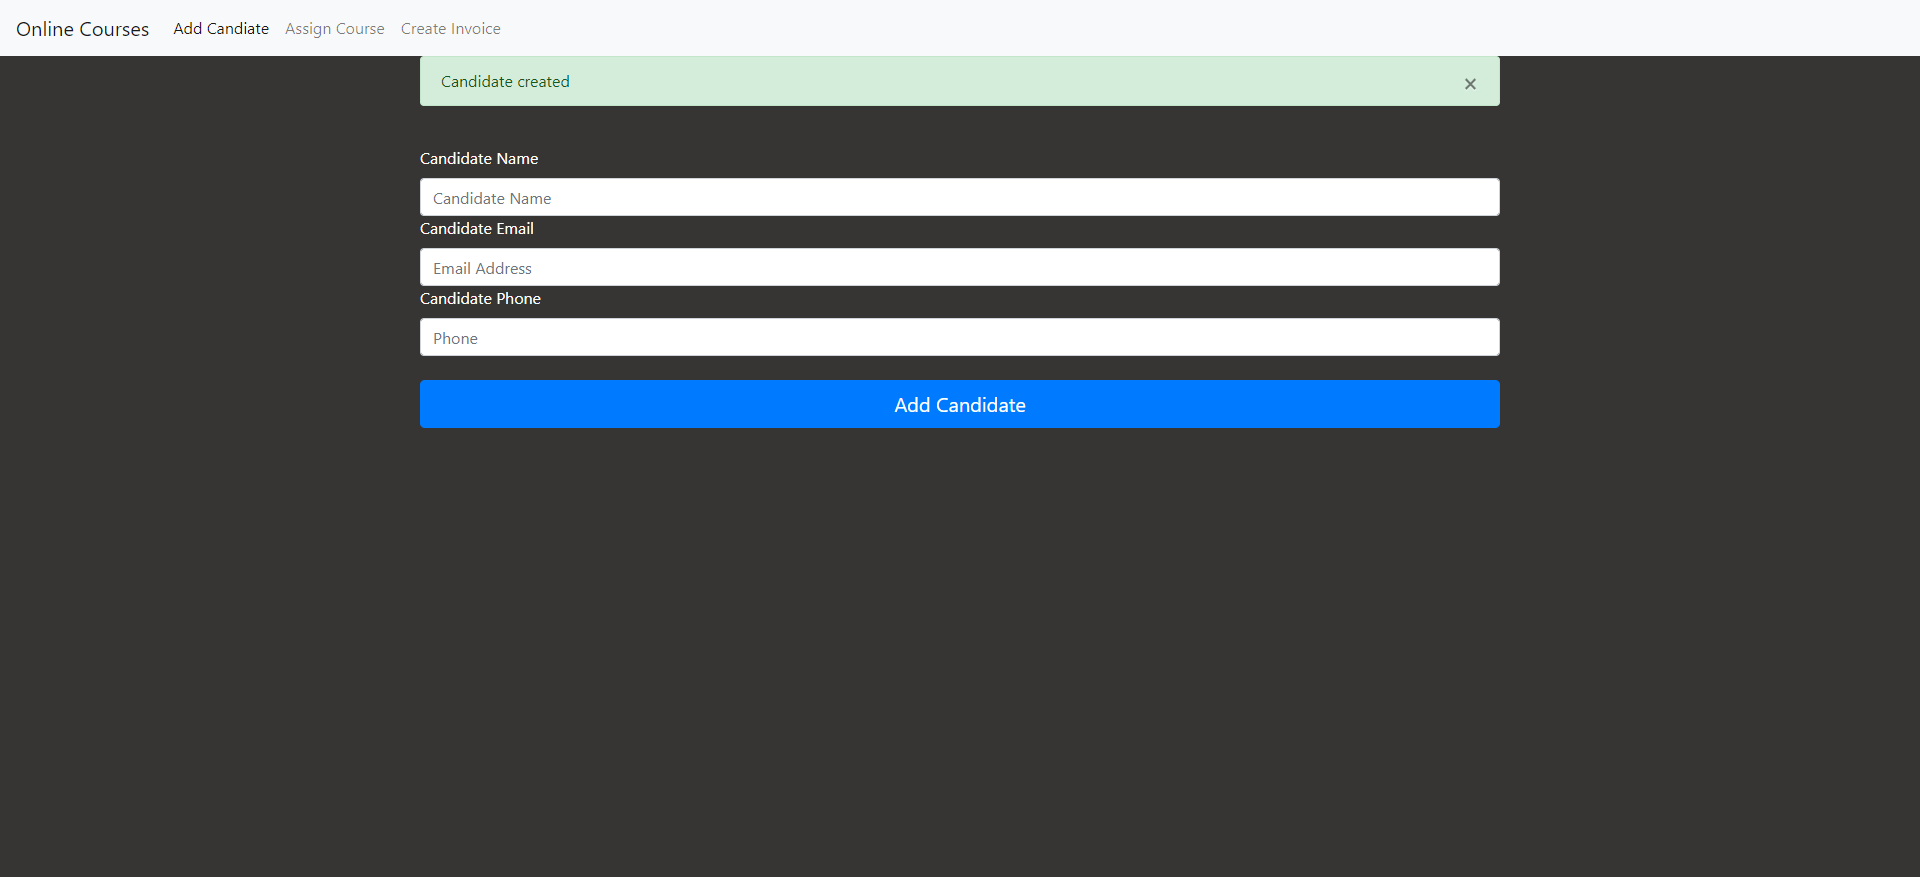 Online Courses Add Candiate Assign Course Create Invoice
Candidate created ×
Candidate Name
Candidate Name
Candidate Email
Email Address
Candidate Phone
Phone
Add Candidate